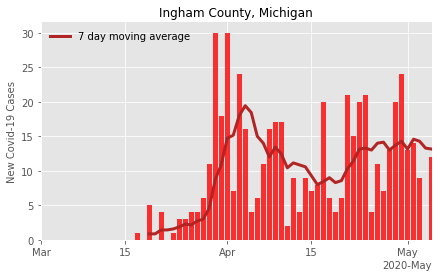 Ingham County, Michigan
7 day moving average
New Covid-19 Cases
30
25
20
15
10
5
0
Mar
15
Apr
15
May
2020-May